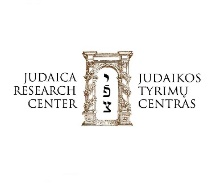 JUDAICA
RESEARCH
CENTER
JUDAIKOS
TYRIMŲ
CENTRAS